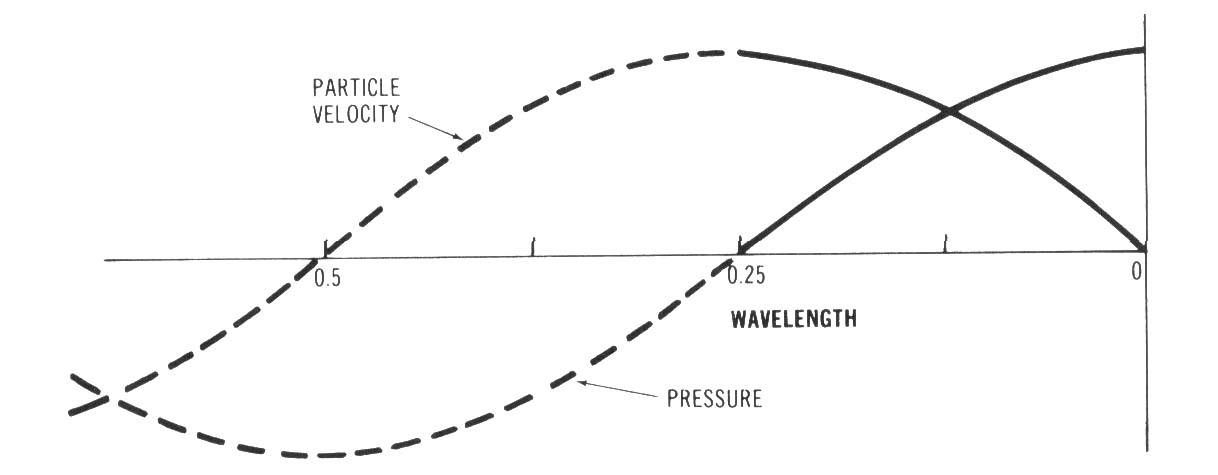 PARTICLE
VELOCITY
0.5
0.25
0
WAVELENGTH
PRESSURE